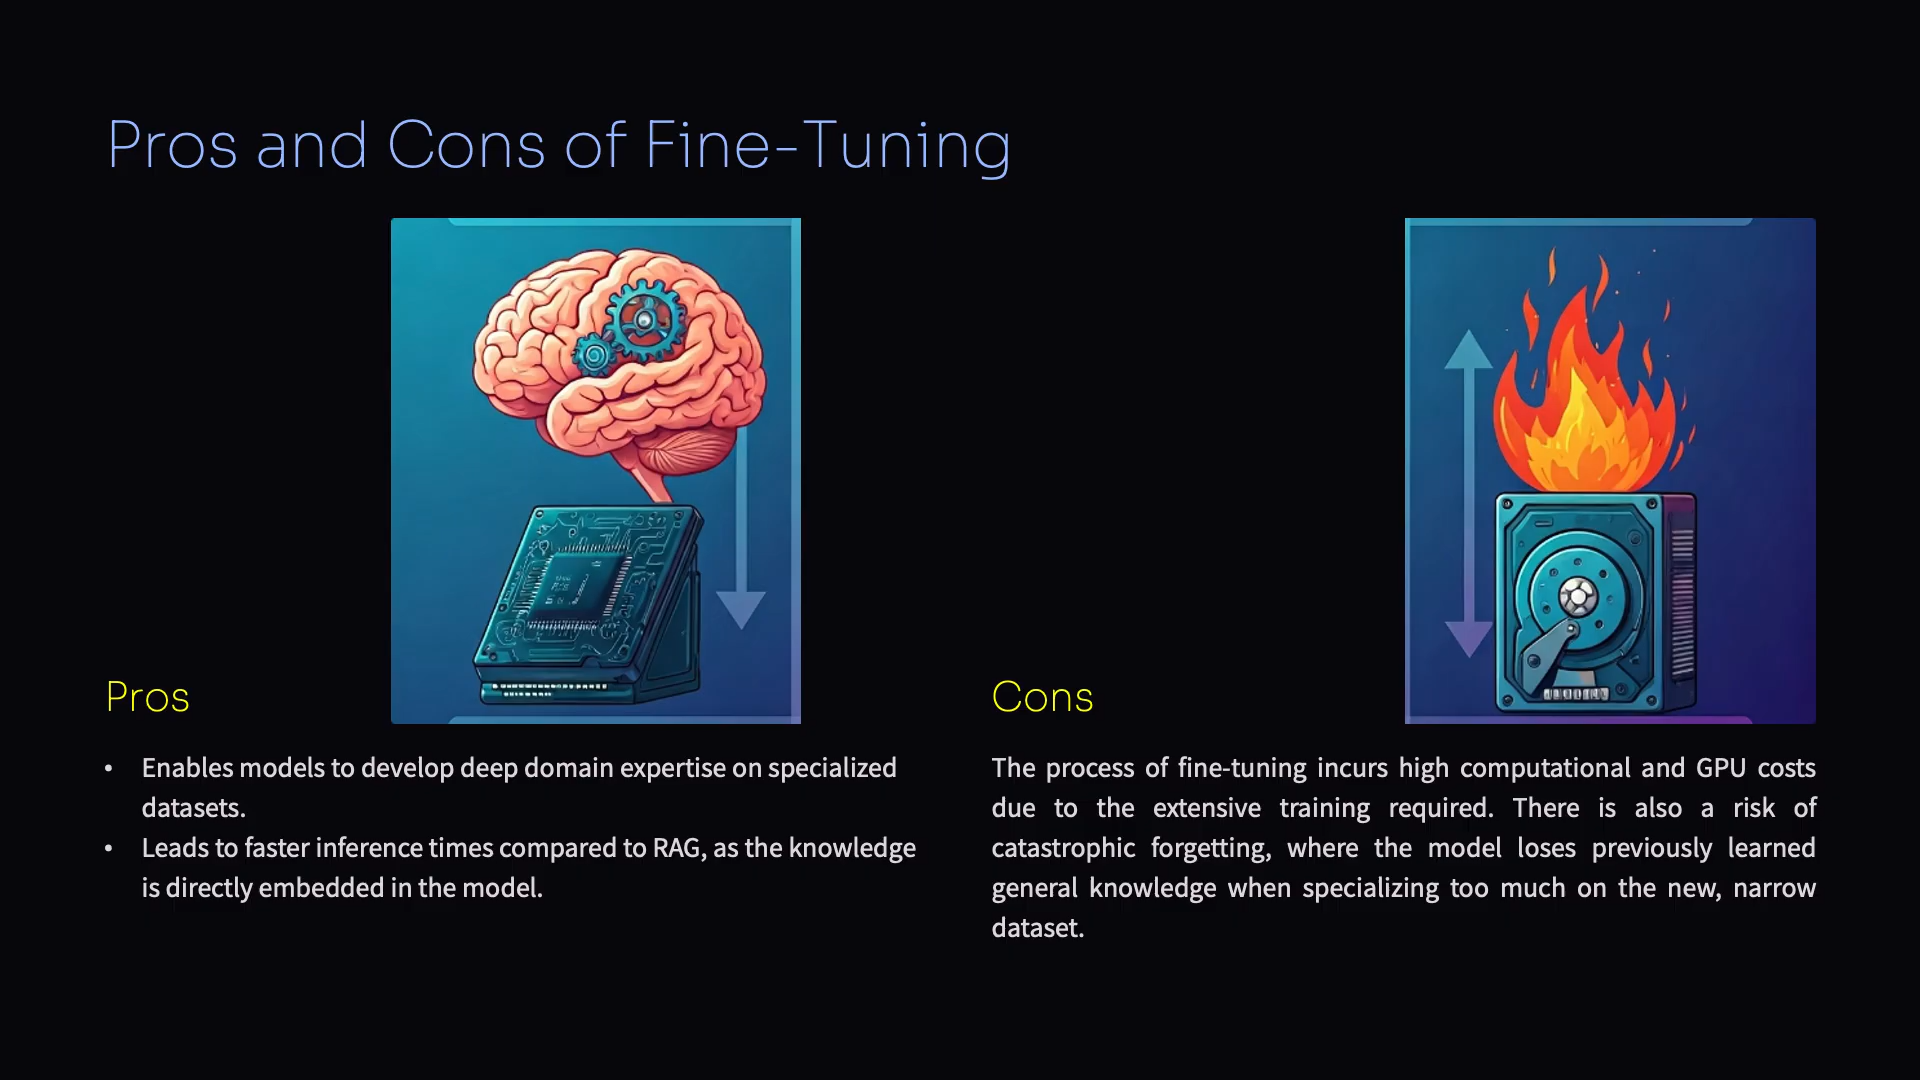 Pros and Cons of Fine-Tuning
Pros
• Enables models to develop deep domain expertise on specialized
datasets.
• Leads to faster inference times compared to RAG, as the knowledge
is directly embedded in the model.
Cons
The process of fine-tuning incurs high computational and GPU costs
due to the extensive training required. There is also a risk of
catastrophic forgetting, where the model loses previously learned
general knowledge when specializing too much on the new, narrow
dataset.